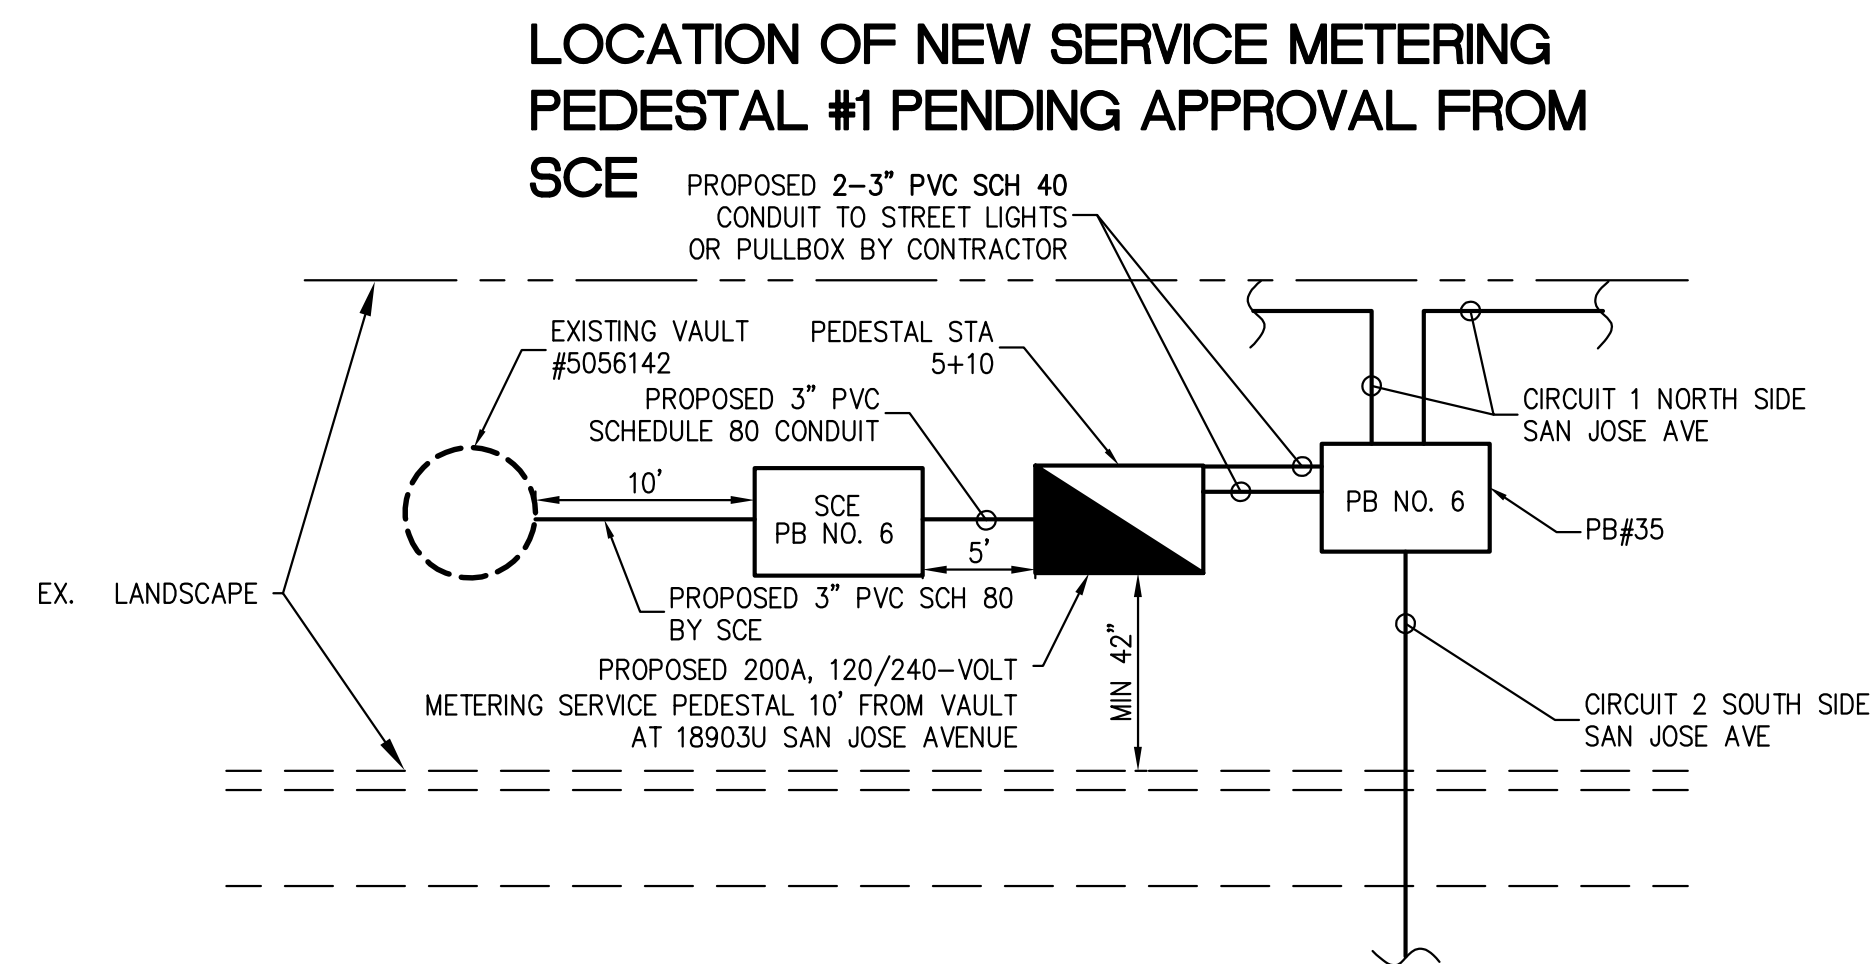 LOCATION OF NEW SERVICE METERING
PEDESTAL #1 PENDING APPROVAL FROM
SCE
PROPOSED 2-3" PVC SCH 40
CONDUIT TO STREET LIGHTS
OR PULLBOX BY CONTRACTOR
EXISTING VAULT
#5056142
PEDESTAL STA
5+10
PROPOSED 3" PVC
SCHEDULE 80 CONDUIT
CIRCUIT 1 NORTH SIDE
SAN JOSE AVE
10'
SCE
PB NO. 6
5'
PB NO. 6
PB#35
EX. LANDSCAPE
PROPOSED 3" PVC SCH 80
BY SCE
PROPOSED 200A, 120/240-VOLT
METERING SERVICE PEDESTAL 10' FROM VAULT
AT 18903U SAN JOSE AVENUE
MIN 42"
CIRCUIT 2 SOUTH SIDE
SAN JOSE AVE